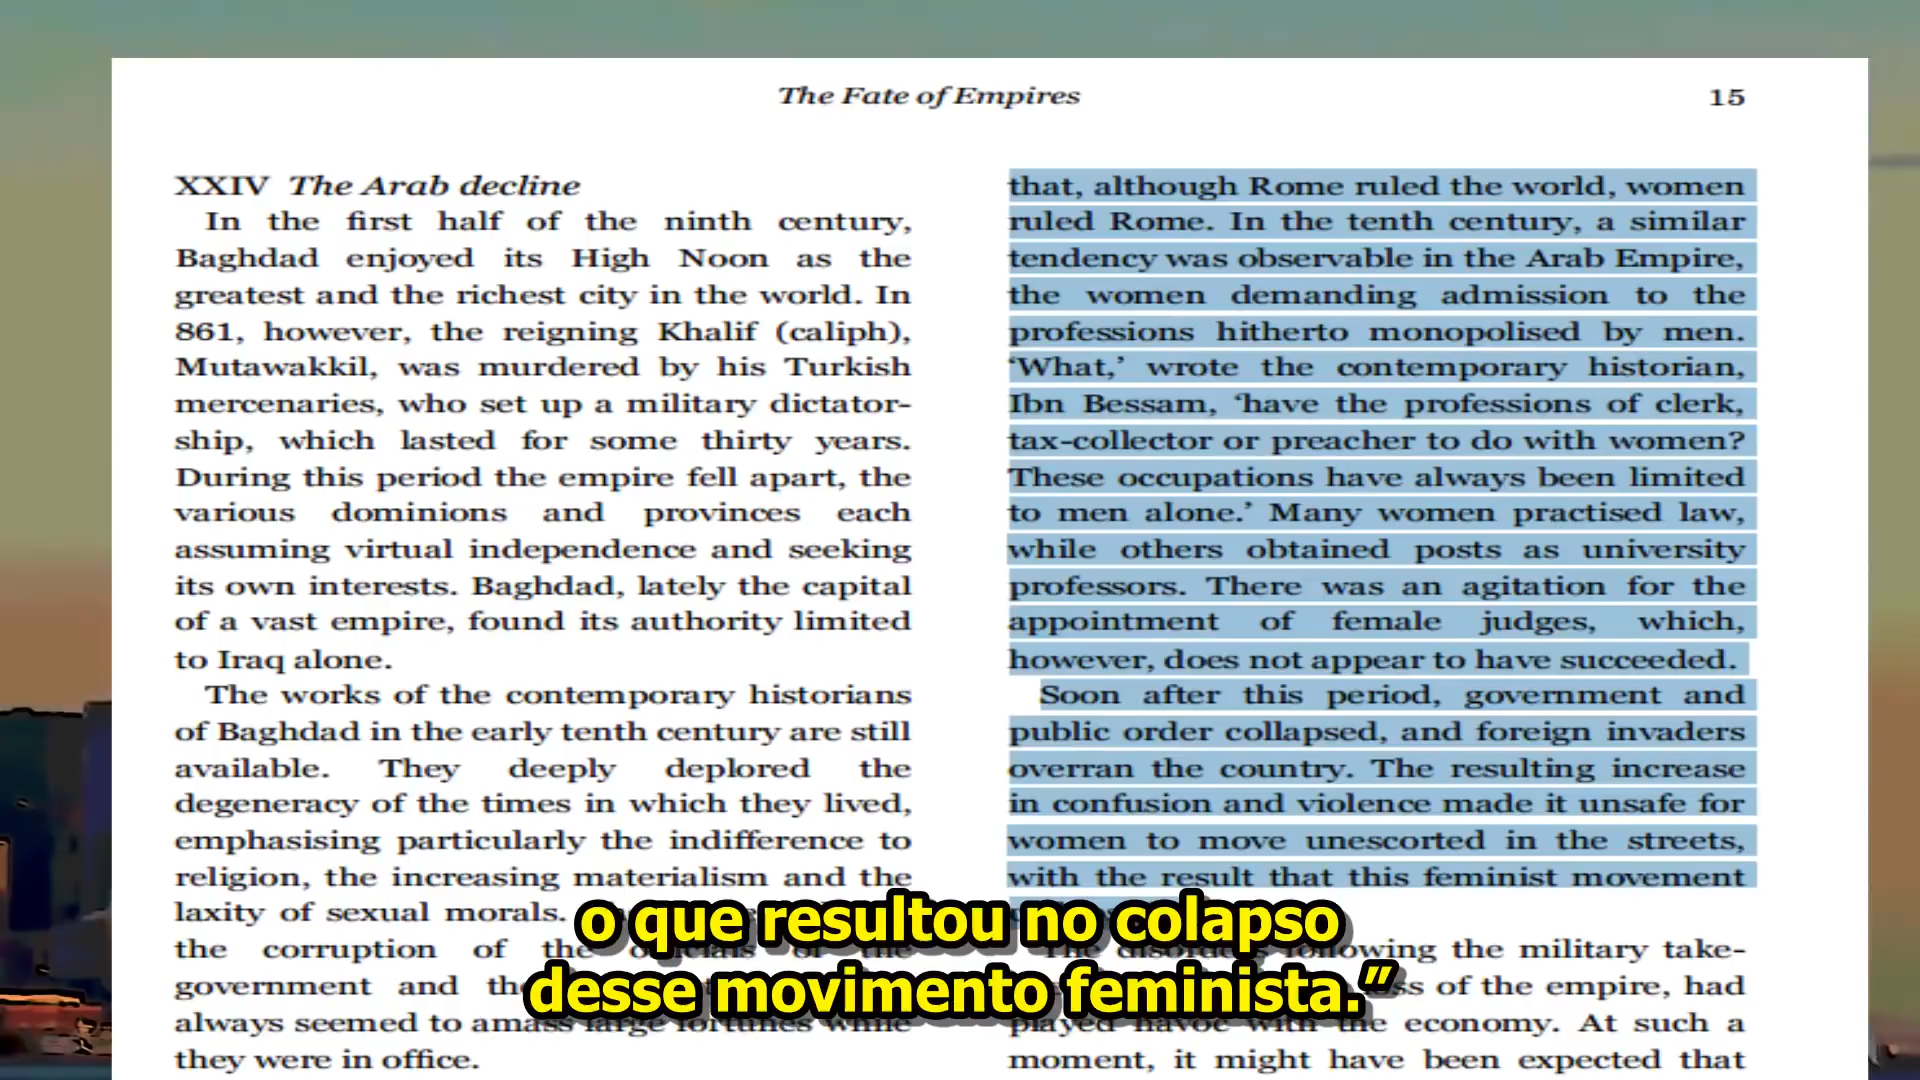 The Fate of Empires
15
XXIV The Arab decline
In the first half of the ninth century,
Baghdad enjoyed its High Noon as the
greatest and the richest city in the world. In
861, however, the reigning Khalif (caliph),
Mutawakkil, was murdered by his Turkish
mercenaries, who set up a military dictator-
ship, which lasted for some thirty years.
During this period the empire fell apart, the
various dominions and provinces each
assuming virtual independence and seeking
its own interests. Baghdad, lately the capital
of a vast empire, found its authority limited
to Iraq alone.
The works of the contemporary historians
of Baghdad in the early tenth century are still
available. They deeply deplored the
degeneracy of the times in which they lived,
emphasising particularly the indifference to
religion, the increasing materialism and the
laxity of sexual morals.
the corruption of the officials of the
government and
always seemed to amass large fortunes while
they were in office.
that, although Rome ruled the world, women
ruled Rome. In the tenth century, a similar
tendency was observable in the Arab Empire,
the women demanding admission to the
professions hitherto monopolised by men.
‘What,’ wrote the contemporary historian,
Ibn Bessam, ‘have the professions of clerk,
tax-collector or preacher to do with women?
These occupations have always been limited
to men alone.’ Many women practised law,
while others obtained posts as university
professors. There was an agitation for the
appointment of female judges, which,
however, does not appear to have succeeded.
Soon after this period, government and
public order collapsed, and foreign invaders
overran the country. The resulting increase
in confusion and violence made it unsafe for
women to move unescorted in the streets,
with the result that this feminist movement
The disorders following the military take-
of the empire, had
played havoc with the economy. At such a
moment, it might have been expected that
o que resultou no colapso
desse movimento feminista.”